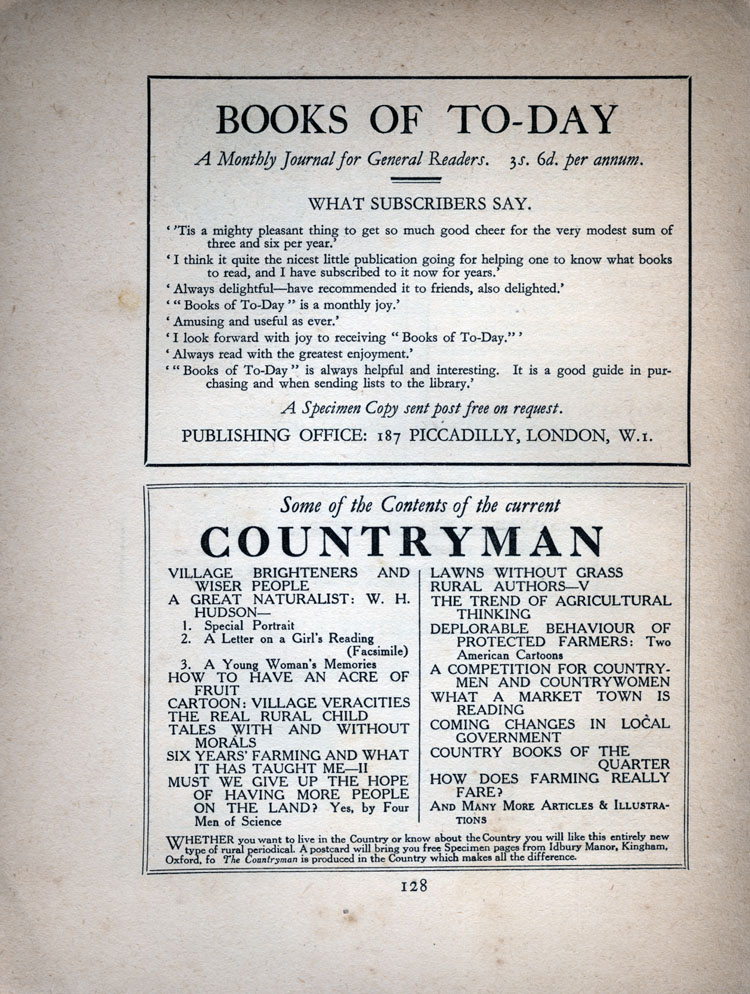 BOOKS OF TO-DAY
A Monthly Journal for General Readers. 3s. 6d. per annum.
WHAT SUBSCRIBERS SAY.
‘ ’Tis a mighty pleasant thing to get so much good cheer for the very modest sum of
three and six per year.’
‘ I think it quite the nicest little publication going for helping one to know what books
to read, and I have subscribed to it now for years.’
‘ Always delightful—have recommended it to friends, also delighted.’
‘ “ Books of To-Day ” is a monthly joy.’
‘ Amusing and useful as ever.’
‘ I look forward with joy to receiving “ Books of To-Day.” ’
‘ Always read with the greatest enjoyment.’
‘ “ Books of To-Day ” is always helpful and interesting. It is a good guide in pur-
chasing and when sending lists to the library.’
A Specimen Copy sent post free on request.
PUBLISHING OFFICE: 187 PICCADILLY, LONDON, W.1.
Some of the Contents of the current
COUNTRYMAN
VILLAGE BRIGHTENERS AND
WISER PEOPLE
A GREAT NATURALIST: W. H.
HUDSON—
1. Special Portrait
2. A Letter on a Girl's Reading
(Facsimile)
3. A Young Woman's Memories
HOW TO HAVE AN ACRE OF
FRUIT
CARTOON: VILLAGE VERACITIES
THE REAL RURAL CHILD
TALES WITH AND WITHOUT
MORALS
SIX YEARS' FARMING AND WHAT
IT HAS TAUGHT ME—II
MUST WE GIVE UP THE HOPE
OF HAVING MORE PEOPLE
ON THE LAND? Yes, by Four
Men of Science
LAWNS WITHOUT GRASS
RURAL AUTHORS—V
THE TREND OF AGRICULTURAL
THINKING
DEPLORABLE BEHAVIOUR OF
PROTECTED FARMERS: Two
American Cartoons
A COMPETITION FOR COUNTRY-
MEN AND COUNTRYWOMEN
WHAT A MARKET TOWN IS
READING
COMING CHANGES IN LOCAL
GOVERNMENT
COUNTRY BOOKS OF THE
QUARTER
HOW DOES FARMING REALLY
FARE?
AND MANY MORE ARTICLES & ILLUSTRA-
TIONS
WHETHER you want to live in the Country or know about the Country you will like this entirely new
type of rural periodical. A postcard will bring you free Specimen pages from Idbury Manor, Kingham,
Oxford, fo The Countryman is produced in the Country which makes all the difference.
128